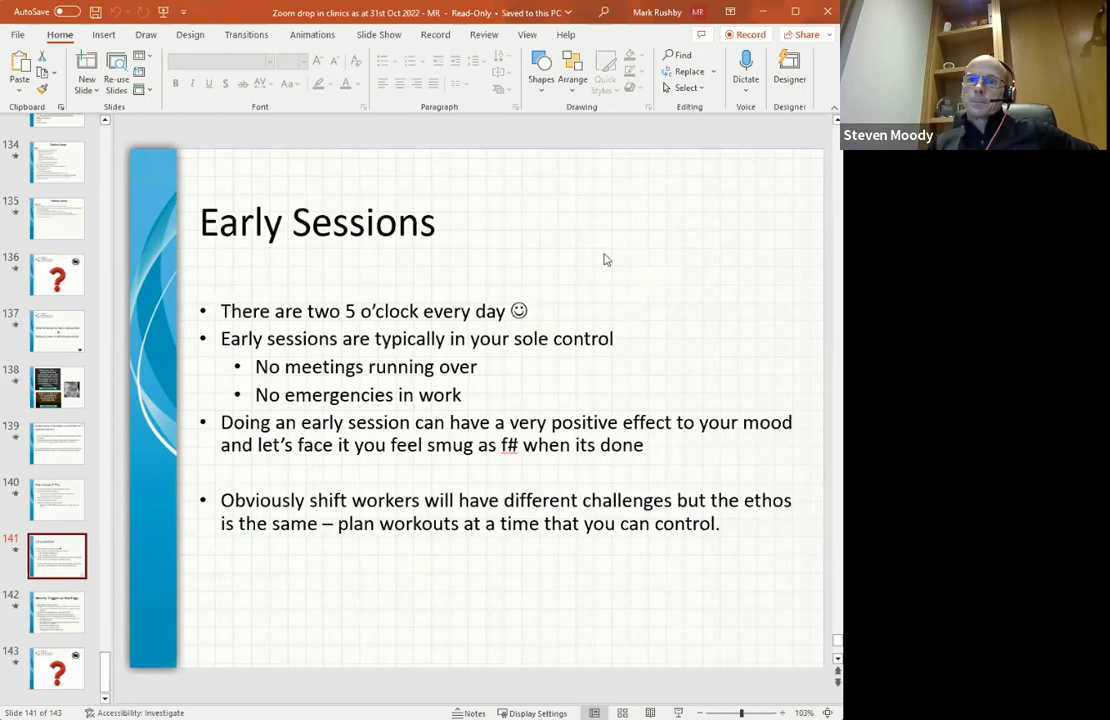 AutoSave
Off
Zoom drop in clinics as at 31st Oct 2022 - MR - Read-Only • Saved to this PC
Mark Rushby
MR
File Home Insert Draw Design Transitions Animations Slide Show Record Review View Help
Record
Share
Paste
New
Slide
Re-use
Slides
Shapes
Arrange
Quick
Styles
Find
Replace
Select
Dictate
Designer
Clipboard
Slides
Font
Paragraph
Drawing
Editing
Voice
Designer
Steven Moody
134
135
136
137
138
139
140
141
142
143
Early Sessions
• There are two 5 o’clock every day ☺
• Early sessions are typically in your sole control
• No meetings running over
• No emergencies in work
• Doing an early session can have a very positive effect to your mood
and let’s face it you feel smug as f# when its done
• Obviously shift workers will have different challenges but the ethos
is the same – plan workouts at a time that you can control.
Slide 141 of 143
Accessibility: Investigate
Notes
Display Settings
103%